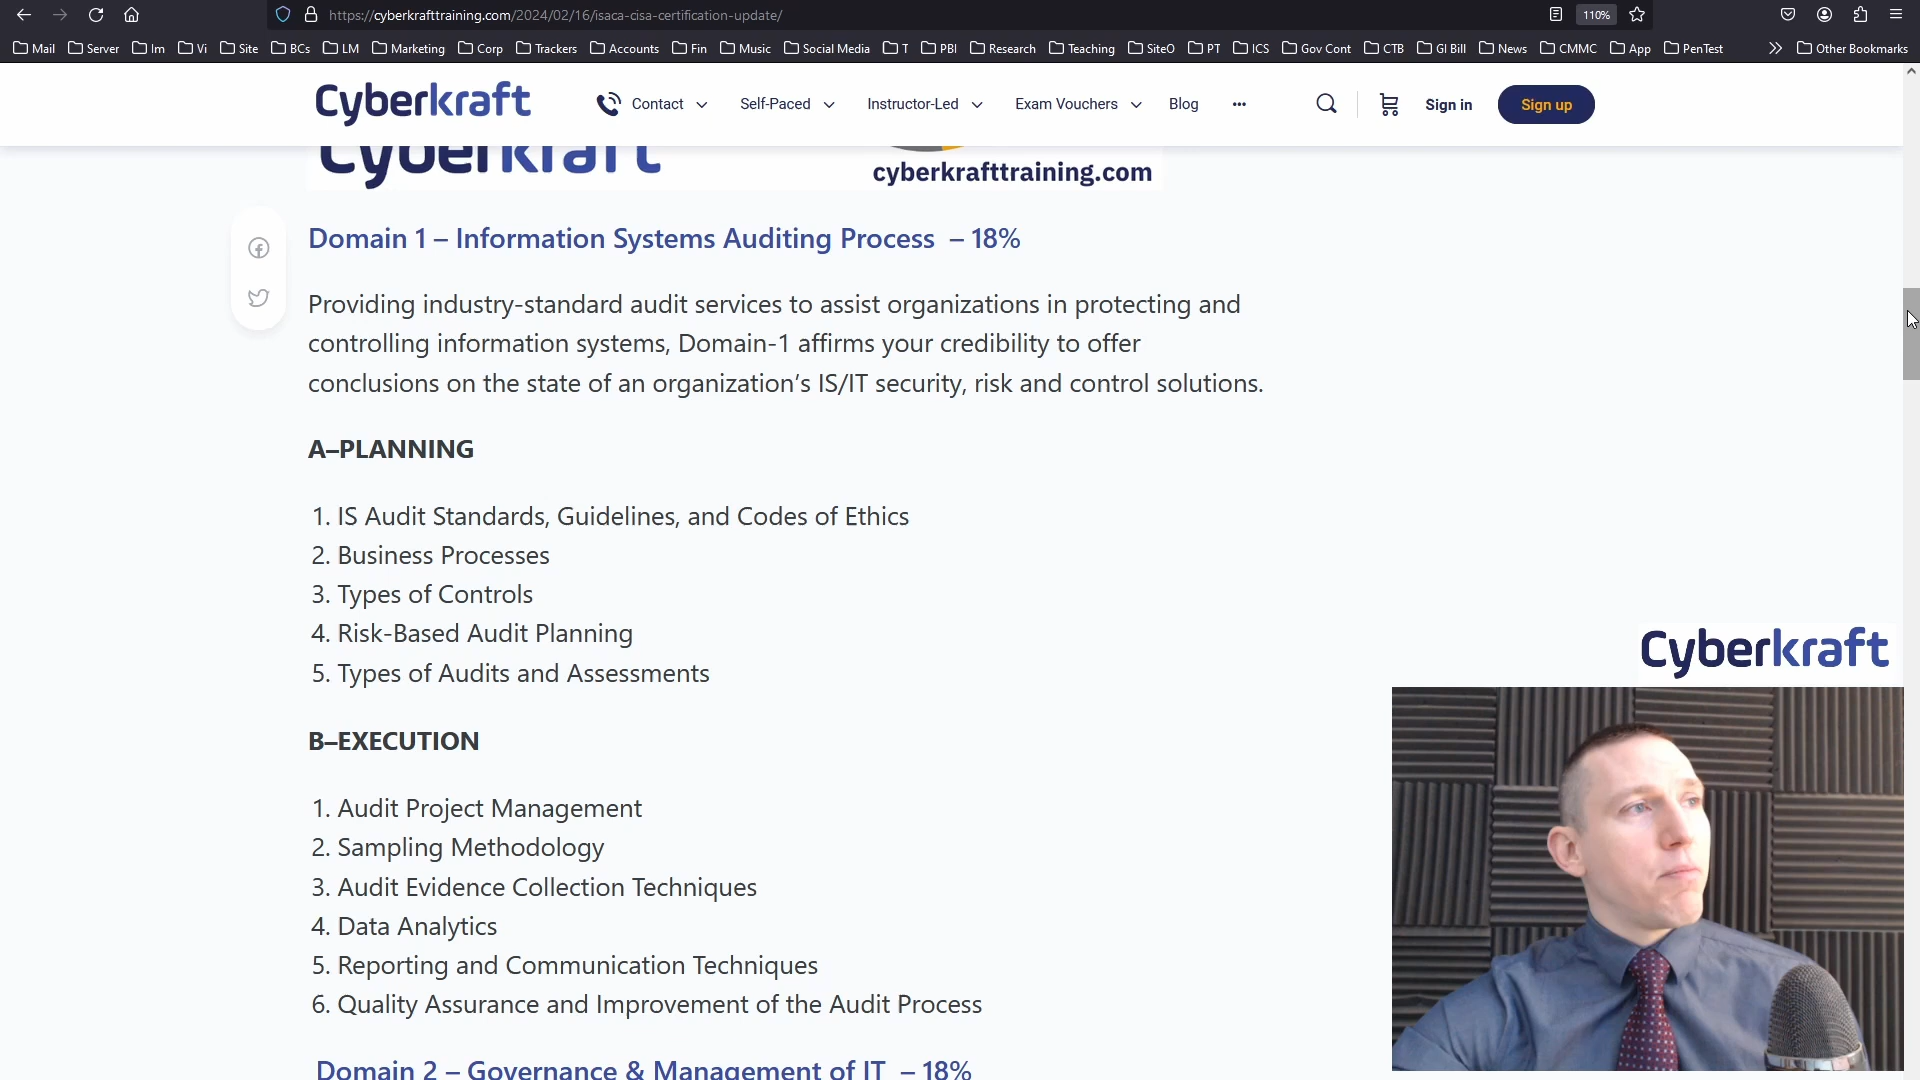 https://cyberkrafttraining.com/2024/02/16/isaca-cisa-certification-update/
110%
Mail Server Im Vi Site BCs LM Marketing Corp Trackers Accounts Fin Music Social Media T PBI Research Teaching SiteO PT ICS Gov Cont CTB GI Bill News CMMC App PenTest Other Bookmarks
Cyberkraft Contact Self-Paced Instructor-Led Exam Vouchers Blog Sign in Sign up
Cyberkraft
cyberkrafttraining.com
Domain 1 – Information Systems Auditing Process – 18%
Providing industry-standard audit services to assist organizations in protecting and
controlling information systems, Domain-1 affirms your credibility to offer
conclusions on the state of an organization’s IS/IT security, risk and control solutions.
A–PLANNING
1. IS Audit Standards, Guidelines, and Codes of Ethics
2. Business Processes
3. Types of Controls
4. Risk-Based Audit Planning
5. Types of Audits and Assessments
Cyberkraft
B–EXECUTION
1. Audit Project Management
2. Sampling Methodology
3. Audit Evidence Collection Techniques
4. Data Analytics
5. Reporting and Communication Techniques
6. Quality Assurance and Improvement of the Audit Process
Domain 2 – Governance & Management of IT – 18%